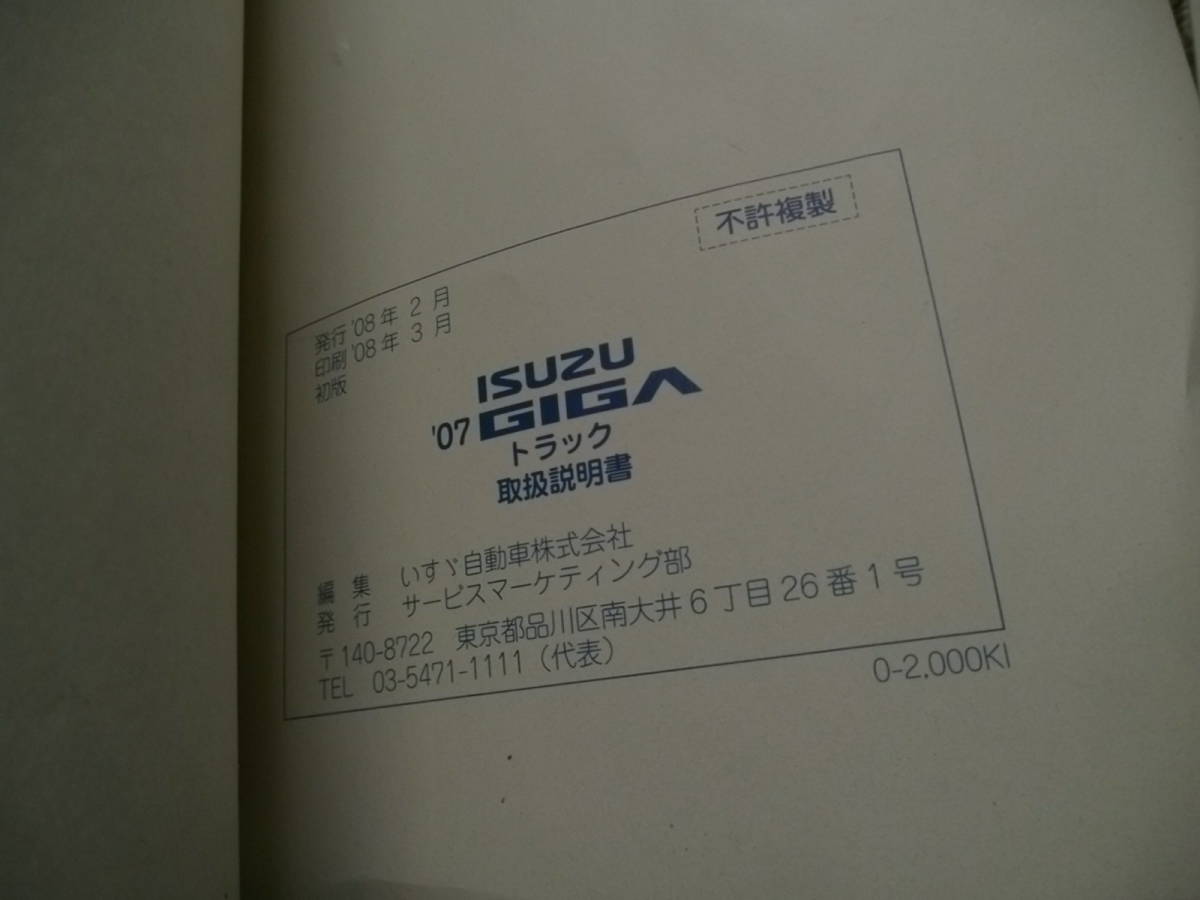 不許複製
発行 '08年 2月
印刷 '08年 3月
初版
ISUZU
'07 GIGA
トラック
取扱説明書
編 集 いすゞ自動車株式会社
発 行 サービスマーケティング部
〒140-8722 東京都品川区南大井6丁目26番1号
TEL 03-5471-1111(代表)
0-2,000KI